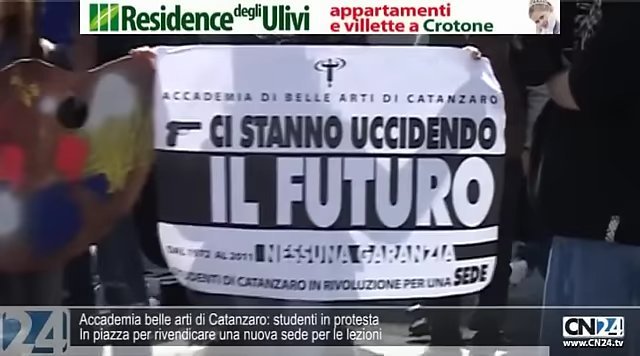 Residence degli Ulivi
appartamenti
e villette a Crotone
ACCADEMIA DI BELLE ARTI DI CATANZARO
CI STANNO UCCIDENDO
IL FUTURO
DAL 1972 AL 2011 NESSUNA GARANZIA
STUDENTI DI CATANZARO IN RIVOLUZIONE PER UNA SEDE
24
Accademia belle arti di Catanzaro: studenti in protesta
In piazza per rivendicare una nuova sede per le lezioni
CN24
www.CN24.tv